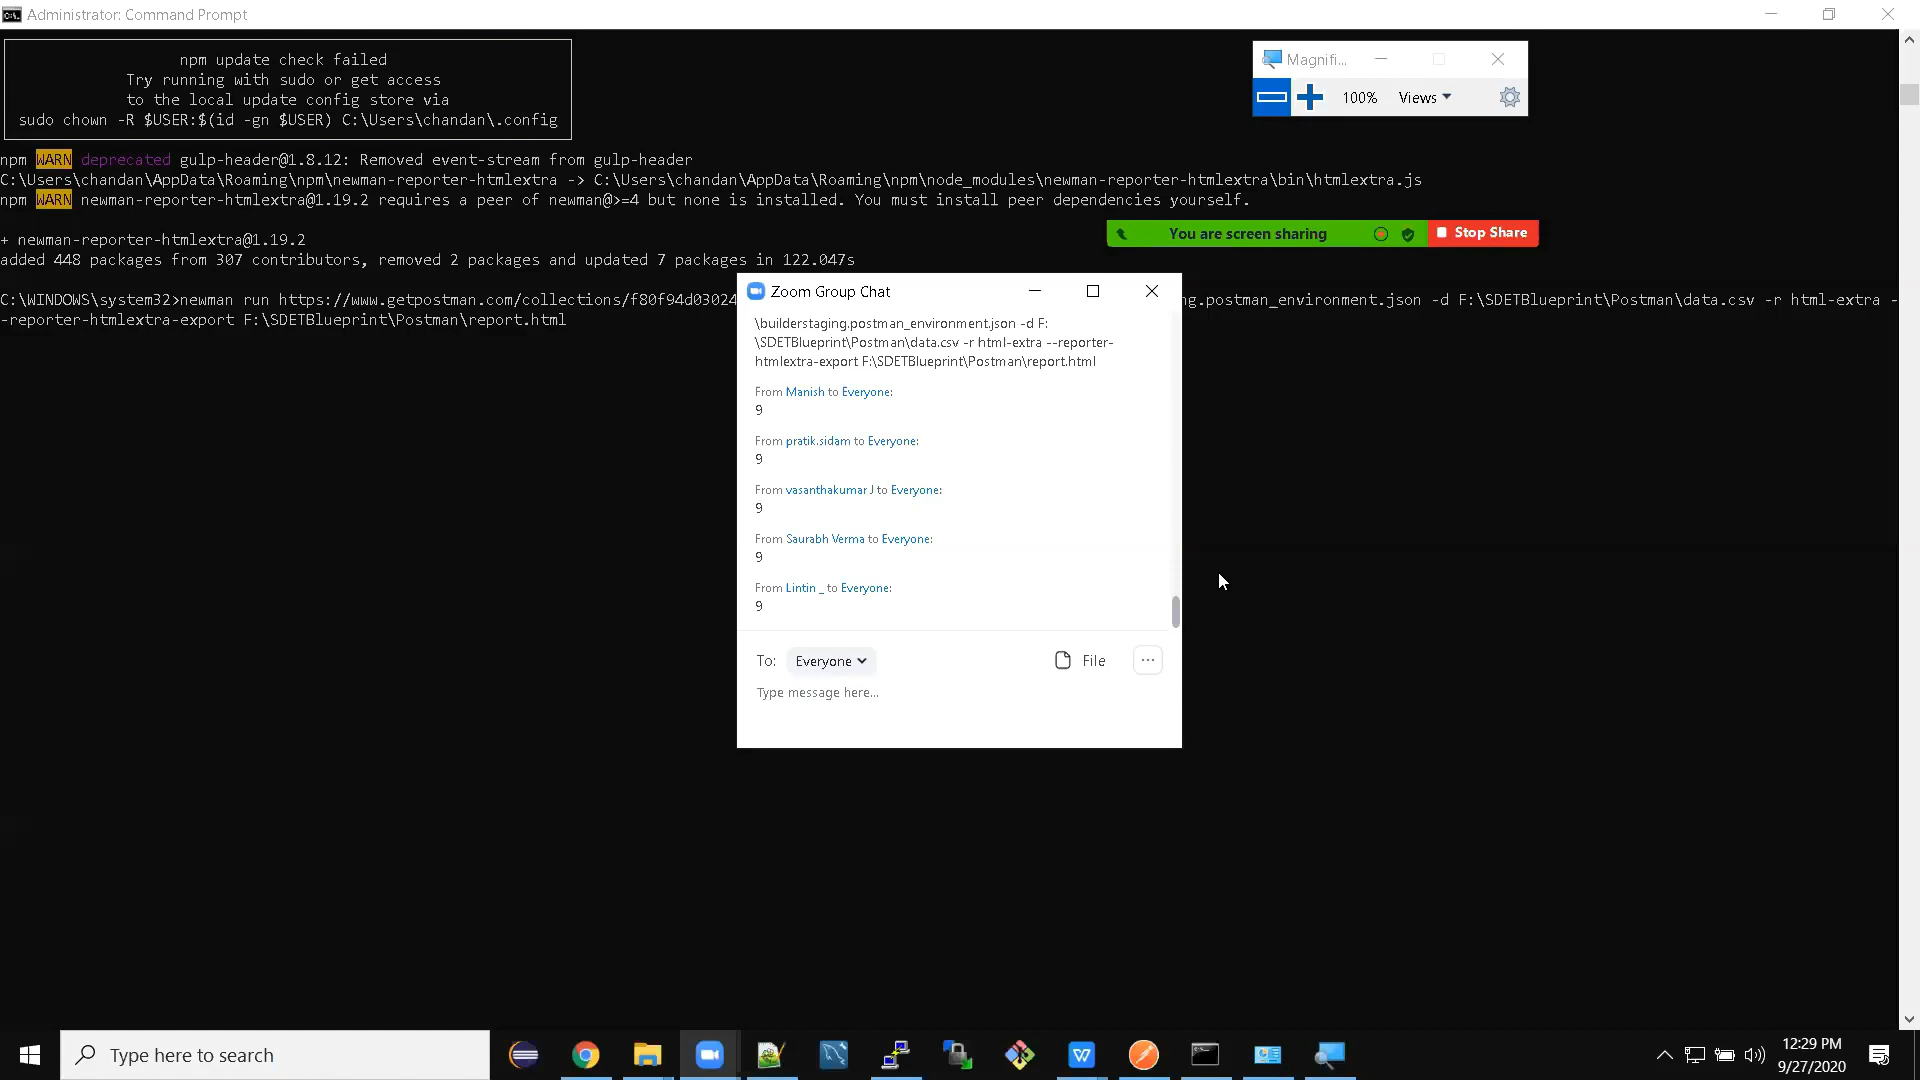 Administrator: Command Prompt
npm update check failed
Try running with sudo or get access
to the local update config store via
sudo chown -R $USER:$(id -gn $USER) C:\Users\chandan\.config
Magnifi...
100% Views
npm WARN deprecated gulp-header@1.8.12: Removed event-stream from gulp-header
C:\Users\chandan\AppData\Roaming\npm\newman-reporter-htmlextra -> C:\Users\chandan\AppData\Roaming\npm\node_modules\newman-reporter-htmlextra\bin\htmlextra.js
npm WARN newman-reporter-htmlextra@1.19.2 requires a peer of newman@>=4 but none is installed. You must install peer dependencies yourself.
You are screen sharing Stop Share
+ newman-reporter-htmlextra@1.19.2
added 448 packages from 307 contributors, removed 2 packages and updated 7 packages in 122.047s
C:\WINDOWS\system32>newman run https://www.getpostman.com/collections/f80f94d03024 g.postman_environment.json -d F:\SDETBlueprint\Postman\data.csv -r html-extra -
-reporter-htmlextra-export F:\SDETBlueprint\Postman\report.html
Zoom Group Chat
\builderstaging.postman_environment.json -d F:
\SDETBlueprint\Postman\data.csv -r html-extra --reporter-
htmlextra-export F:\SDETBlueprint\Postman\report.html
From Manish to Everyone:
9
From pratik.sidam to Everyone:
9
From vasanthakumar J to Everyone:
9
From Saurabh Verma to Everyone:
9
From Lintin _ to Everyone:
9
To: Everyone File ...
Type message here...
Type here to search
12:29 PM
9/27/2020